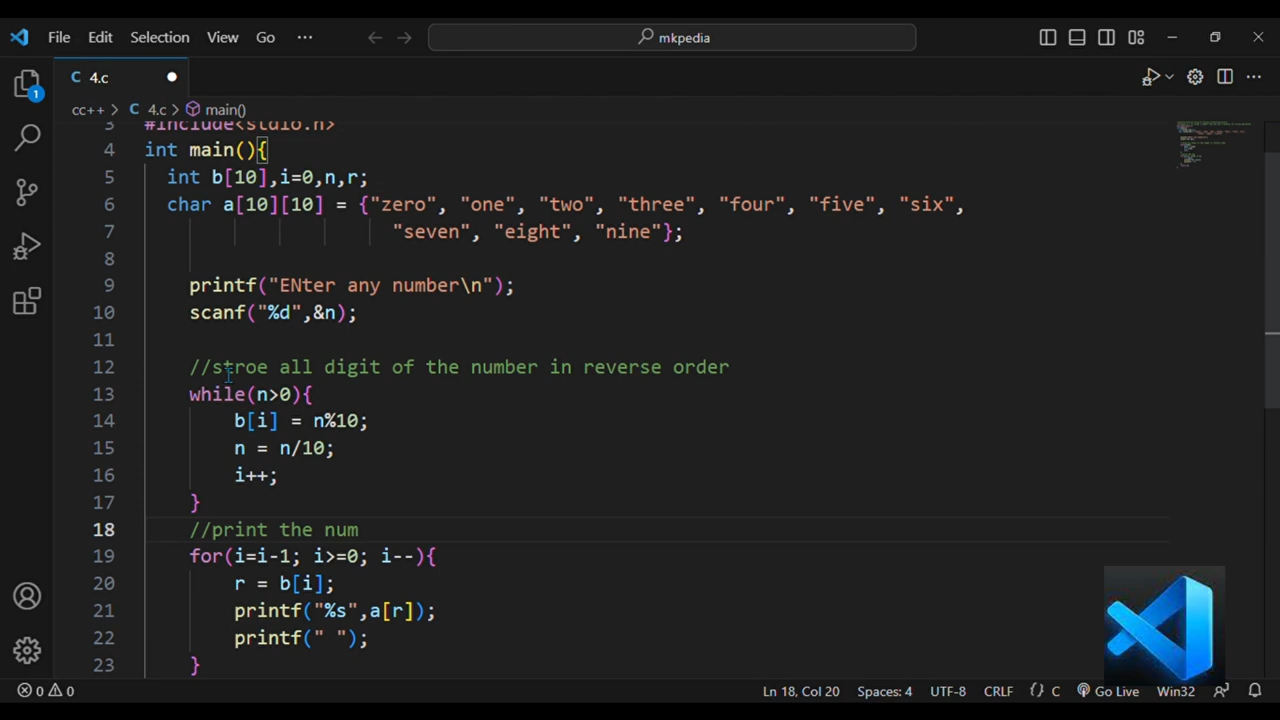 File Edit Selection View Go ··· mkpedia
C 4.c
1
cc++ > C 4.c > main()
3 #include<stdio.h>
4 int main(){
5 int b[10],i=0,n,r;
6 char a[10][10] = {"zero", "one", "two", "three", "four", "five", "six",
7 "seven", "eight", "nine"};
8
9 printf("ENter any number\n");
10 scanf("%d",&n);
11
12 //stroe all digit of the number in reverse order
13 while(n>0){
14 b[i] = n%10;
15 n = n/10;
16 i++;
17 }
18 //print the num
19 for(i=i-1; i>=0; i--){
20 r = b[i];
21 printf("%s",a[r]);
22 printf(" ");
23 }
0 0 Ln 18, Col 20 Spaces: 4 UTF-8 CRLF {} C Go Live Win32